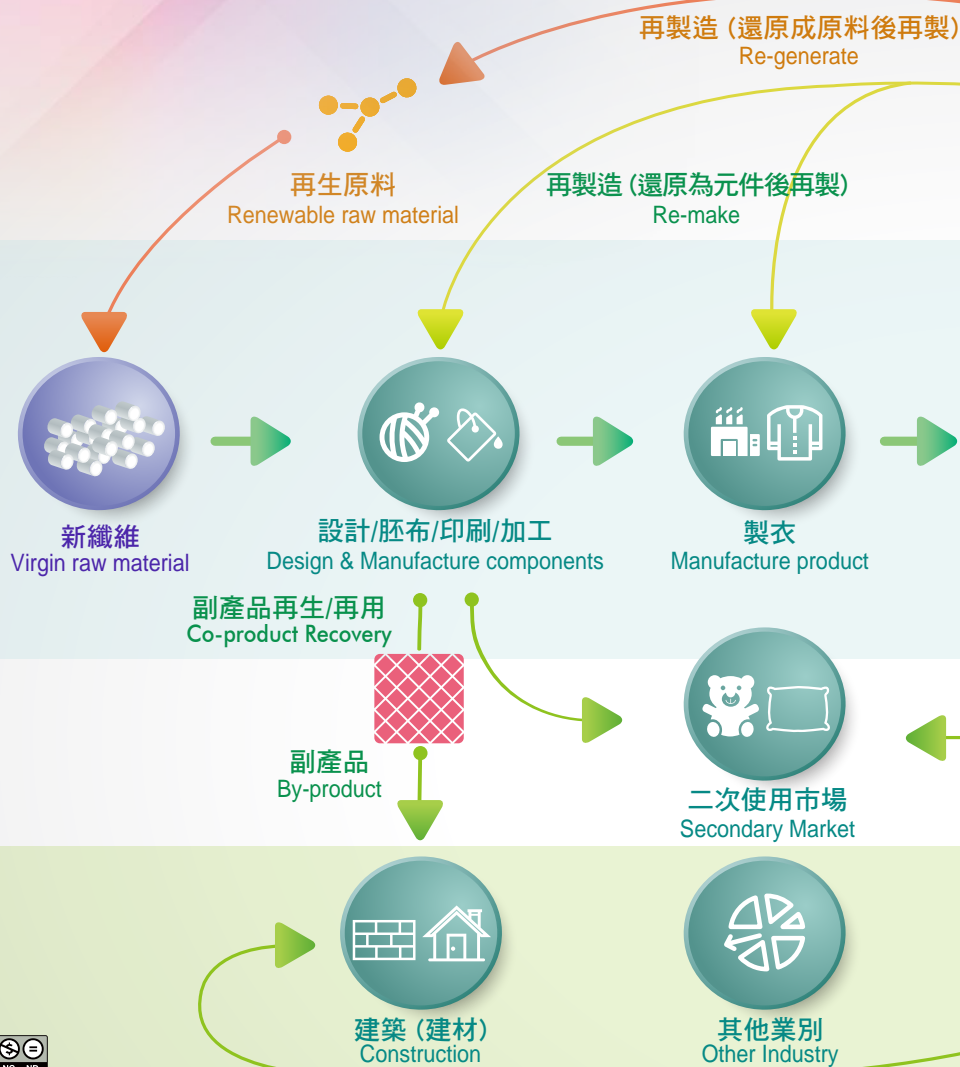 再製造 (還原成原料後再製)
Re-generate
再生原料
Renewable raw material
再製造 (還原為元件後再製)
Re-make
新纖維
Virgin raw material
設計/胚布/印刷/加工
Design & Manufacture components
製衣
Manufacture product
副產品再生/再用
Co-product Recovery
副產品
By-product
二次使用市場
Secondary Market
建築 (建材)
Construction
其他業別
Other Industry